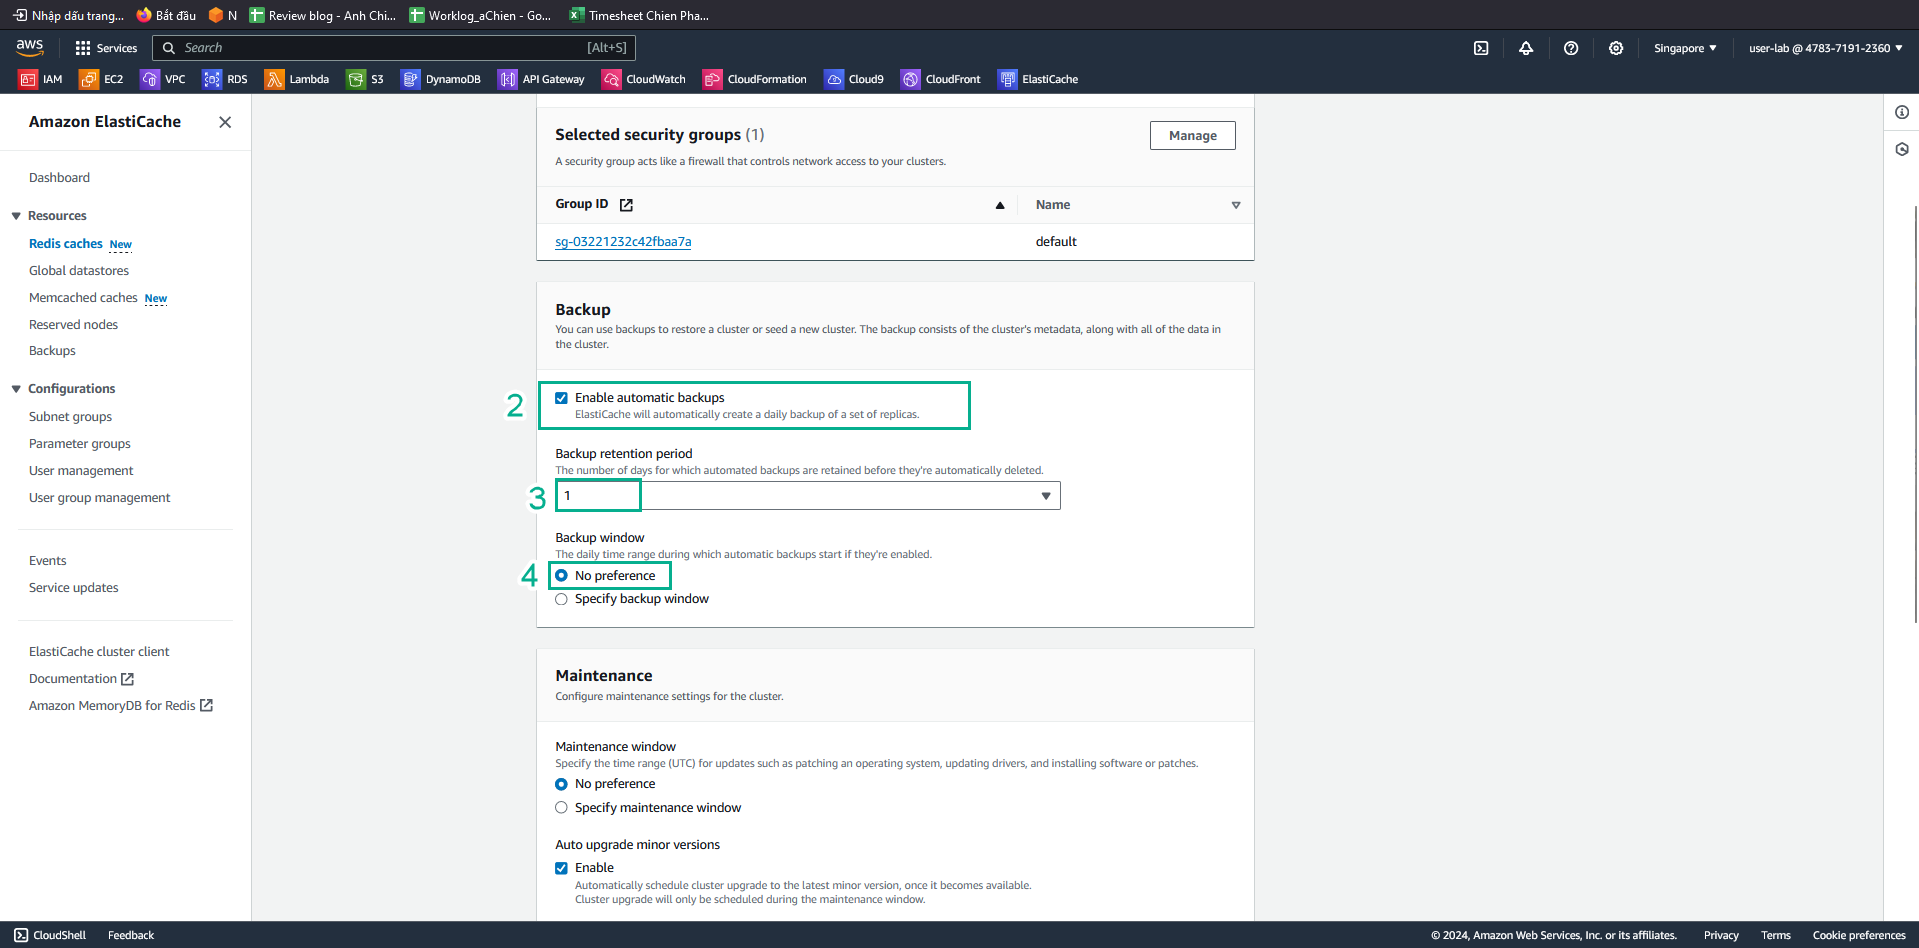 Nhập dấu trang... Bắt đầu N Review blog - Anh Chi... Worklog_aChien - Go... Timesheet Chien Pha...
aws Services Search [Alt+S] Singapore user-lab @ 4783-7191-2360
IAM EC2 VPC RDS Lambda S3 DynamoDB API Gateway CloudWatch CloudFormation Cloud9 CloudFront ElastiCache
Amazon ElastiCache
Dashboard
Resources
Redis caches New
Global datastores
Memcached caches New
Reserved nodes
Backups
Configurations
Subnet groups
Parameter groups
User management
User group management
Events
Service updates
ElastiCache cluster client
Documentation
Amazon MemoryDB for Redis
Selected security groups (1)
Manage
A security group acts like a firewall that controls network access to your clusters.
Group ID Name
sg-03221232c42fbaa7a default
Backup
You can use backups to restore a cluster or seed a new cluster. The backup consists of the cluster's metadata, along with all of the data in
the cluster.
2 Enable automatic backups
ElastiCache will automatically create a daily backup of a set of replicas.
Backup retention period
The number of days for which automated backups are retained before they're automatically deleted.
3 1
Backup window
The daily time range during which automatic backups start if they're enabled.
4 No preference
Specify backup window
Maintenance
Configure maintenance settings for the cluster.
Maintenance window
Specify the time range (UTC) for updates such as patching an operating system, updating drivers, and installing software or patches.
No preference
Specify maintenance window
Auto upgrade minor versions
Enable
Automatically schedule cluster upgrade to the latest minor version, once it becomes available.
Cluster upgrade will only be scheduled during the maintenance window.
CloudShell Feedback © 2024, Amazon Web Services, Inc. or its affiliates. Privacy Terms Cookie preferences